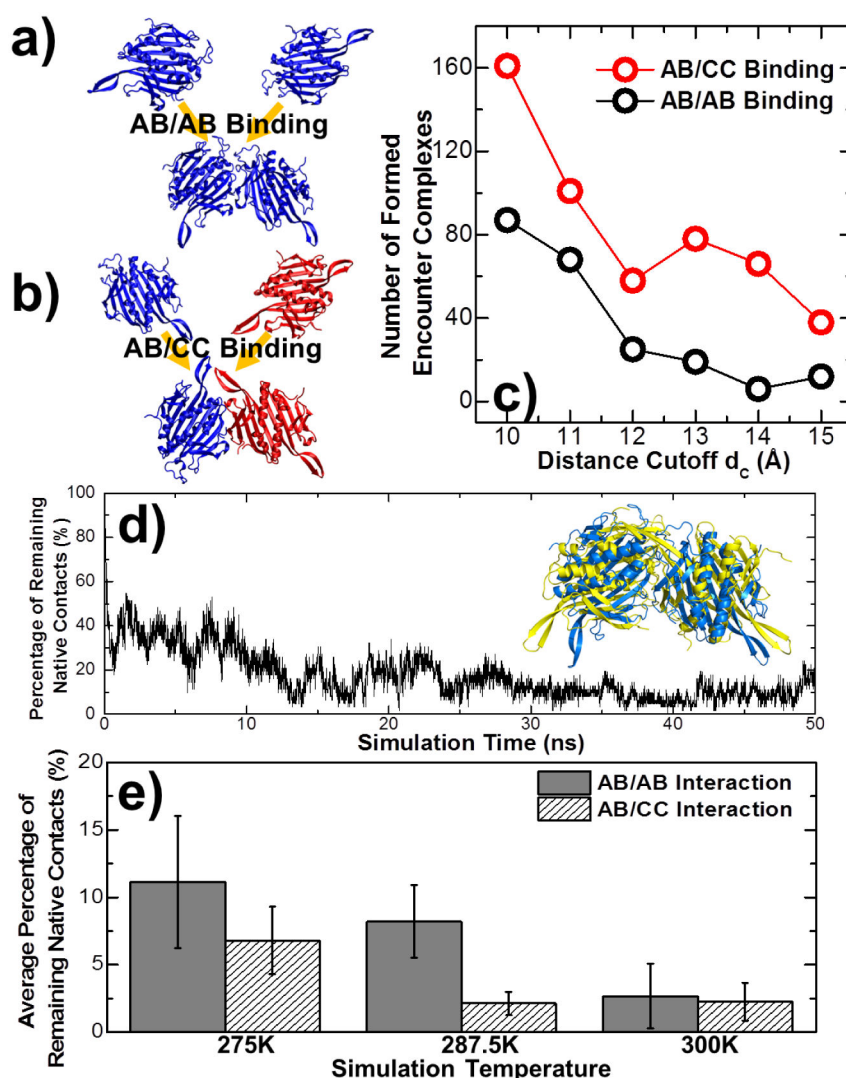 a)
AB/AB Binding
b)
AB/CC Binding
Number of Formed
Encounter Complexes
160
120
80
40
0
AB/CC Binding
AB/AB Binding
c)
10 11 12 13 14 15
Distance Cutoff dc (Å)
d)
Percentage of Remaining
Native Contacts (%)
100
80
60
40
20
0
0 10 20 30 40 50
Simulation Time (ns)
e)
Average Percentage of
Remaining Native Contacts (%)
20
15
10
5
0
AB/AB Interaction
AB/CC Interaction
275K 287.5K 300K
Simulation Temperature